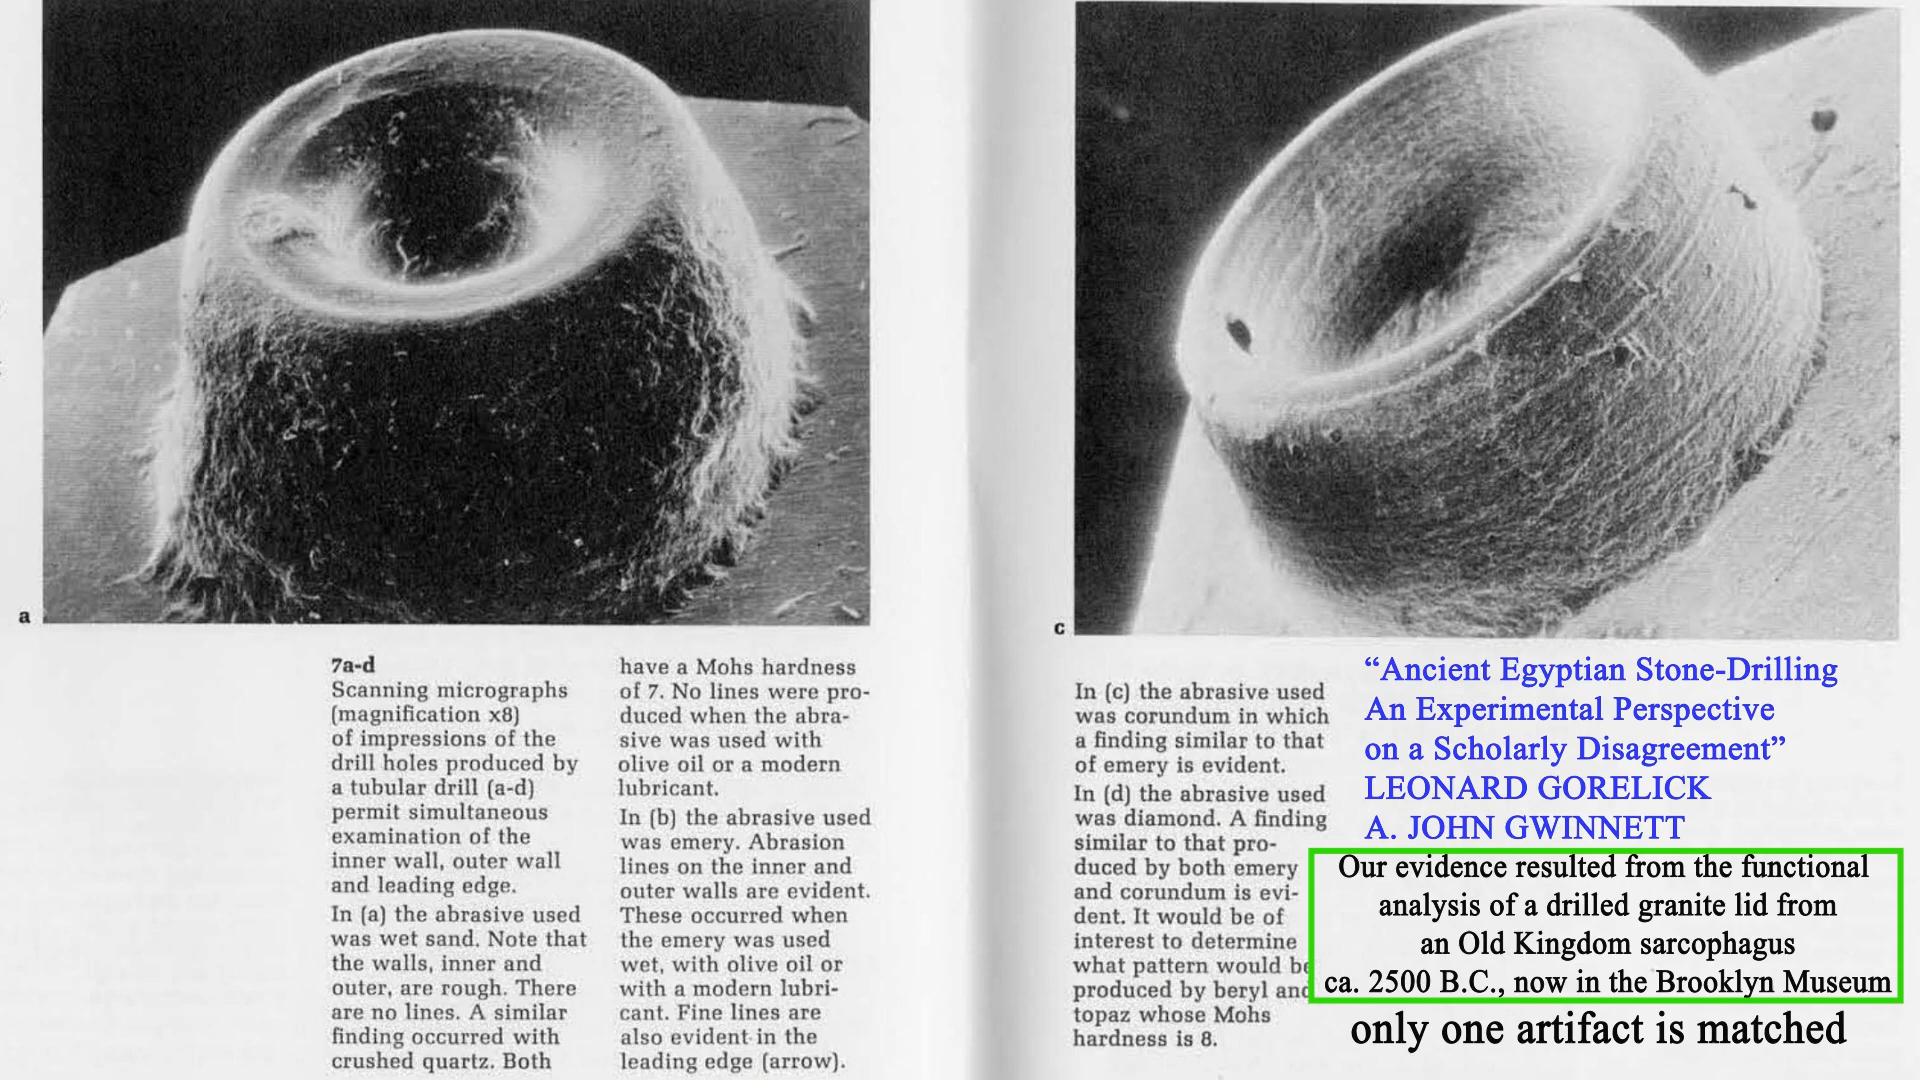 a
c
7a-d
Scanning micrographs
(magnification x8)
of impressions of the
drill holes produced by
a tubular drill (a-d)
permit simultaneous
examination of the
inner wall, outer wall
and leading edge.
In (a) the abrasive used
was wet sand. Note that
the walls, inner and
outer, are rough. There
are no lines. A similar
finding occurred with
crushed quartz. Both
have a Mohs hardness
of 7. No lines were pro-
duced when the abra-
sive was used with
olive oil or a modern
lubricant.
In (b) the abrasive used
was emery. Abrasion
lines on the inner and
outer walls are evident.
These occurred when
the emery was used
wet, with olive oil or
with a modern lubri-
cant. Fine lines are
also evident in the
leading edge (arrow).
In (c) the abrasive used
was corundum in which
a finding similar to that
of emery is evident.
In (d) the abrasive used
was diamond. A finding
similar to that pro-
duced by both emery
and corundum is evi-
dent. It would be of
interest to determine
what pattern would be
produced by beryl and
topaz whose Mohs
hardness is 8.
“Ancient Egyptian Stone-Drilling
An Experimental Perspective
on a Scholarly Disagreement”
LEONARD GORELICK
A. JOHN GWINNETT
Our evidence resulted from the functional
analysis of a drilled granite lid from
an Old Kingdom sarcophagus
ca. 2500 B.C., now in the Brooklyn Museum
only one artifact is matched